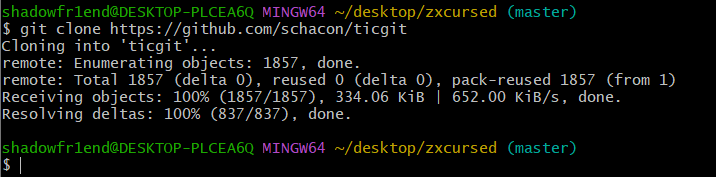 shadowfr1end@DESKTOP-PLCEA6Q MINGW64 ~/desktop/zxcursed (master)
$ git clone https://github.com/schacon/ticgit
Cloning into 'ticgit'...
remote: Enumerating objects: 1857, done.
remote: Total 1857 (delta 0), reused 0 (delta 0), pack-reused 1857 (from 1)
Receiving objects: 100% (1857/1857), 334.06 KiB | 652.00 KiB/s, done.
Resolving deltas: 100% (837/837), done.
shadowfr1end@DESKTOP-PLCEA6Q MINGW64 ~/desktop/zxcursed (master)
$